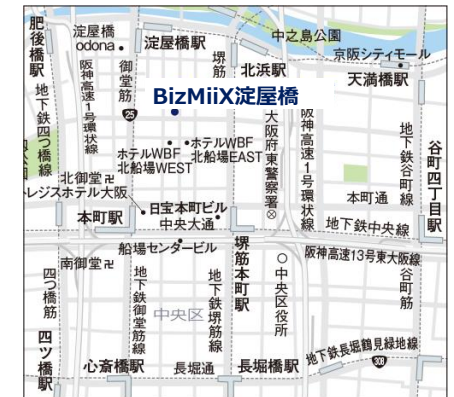 肥後橋駅
淀屋橋
odona
淀屋橋駅
中之島公園
京阪シティモール
天満橋駅
北浜駅
堺筋
御堂筋
25
阪神高速1号環状線
地下鉄四つ橋線
BizMiiX淀屋橋
ホテルWBF
北船場WEST
ホテルWBF
北船場EAST
大阪府東警察署
阪神高速1号環状線
地下鉄谷町線
谷町四丁目駅
北御堂卍
レジスホテル大阪
日宝本町ビル
本町通
本町駅
中央大通
地下鉄中央線
船場センタービル
堺筋本町駅
阪神高速13号東大阪線
南御堂卍
四つ橋筋
地下鉄御堂筋線
地下鉄堺筋線
中央区
中央区役所
谷町筋
四ツ橋駅
心斎橋駅
長堀通
長堀橋駅
地下鉄長堀鶴見緑地線
308